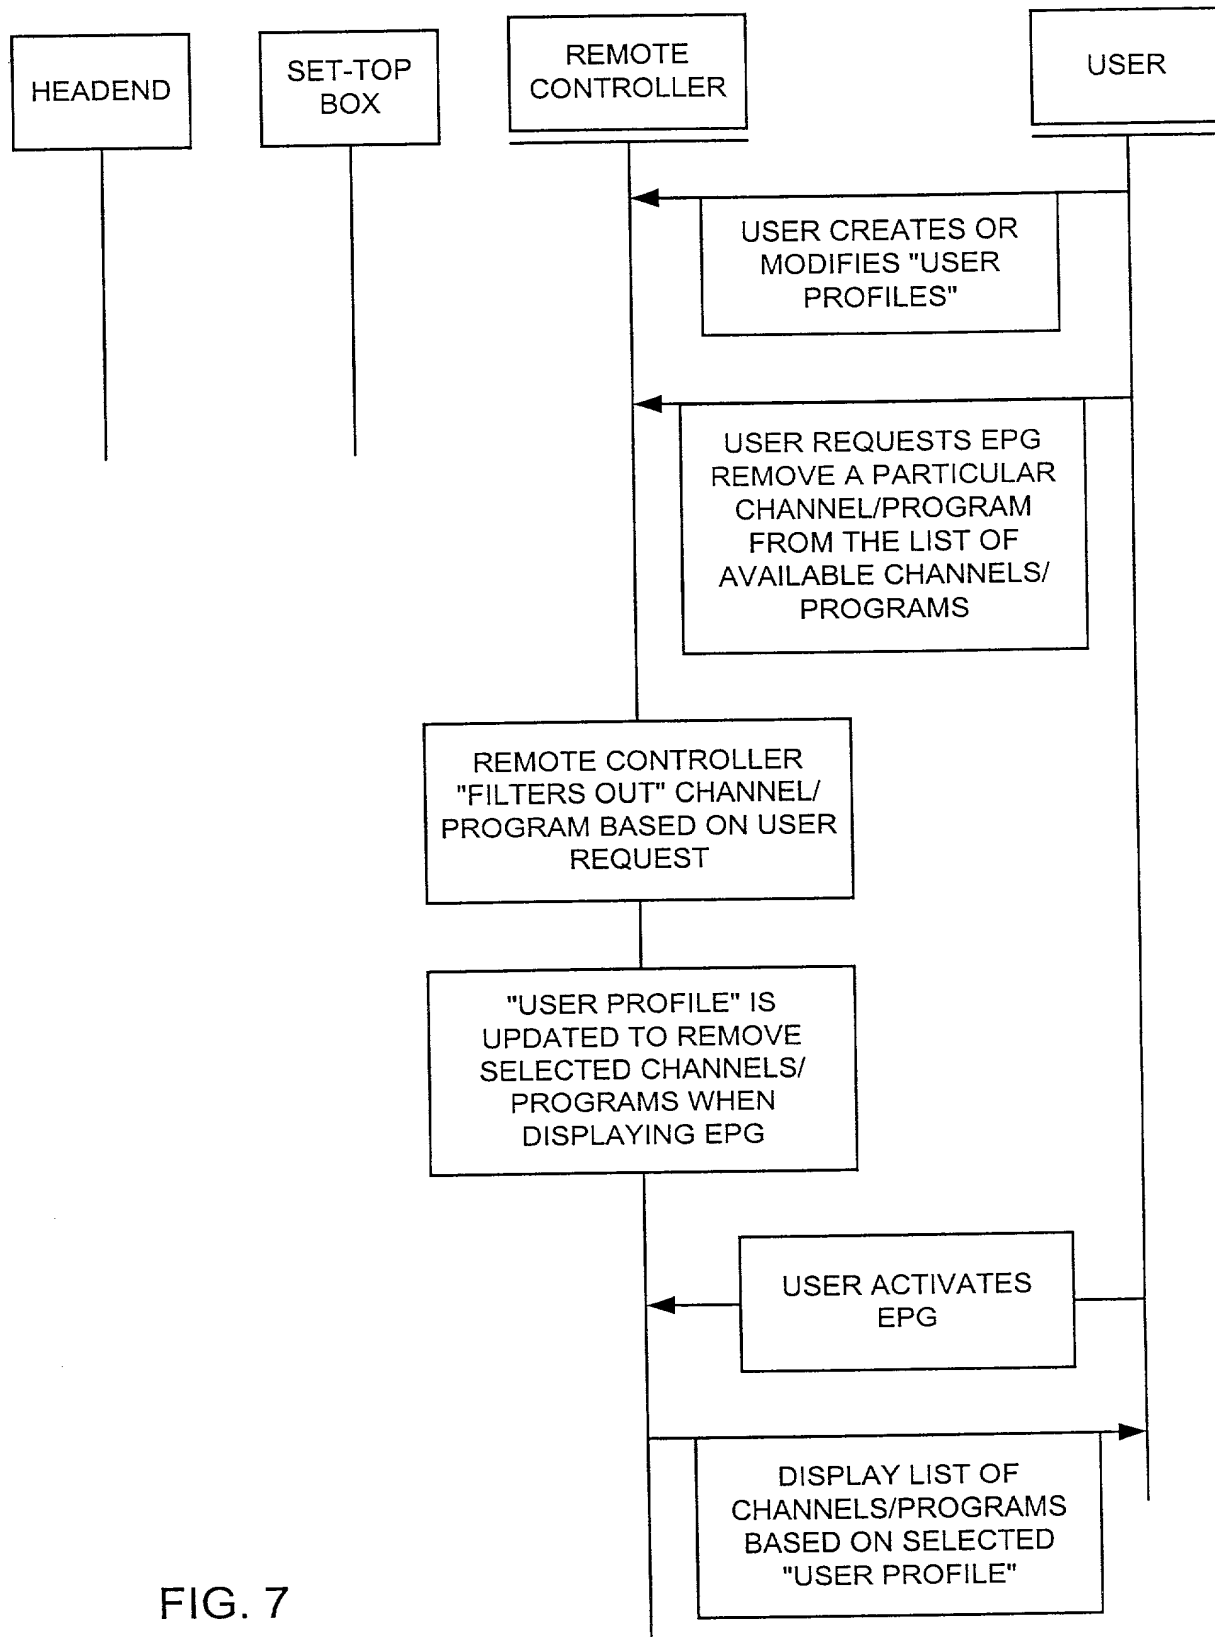 HEADEND
SET-TOP
BOX
REMOTE
CONTROLLER
USER
USER CREATES OR
MODIFIES "USER
PROFILES"
USER REQUESTS EPG
REMOVE A PARTICULAR
CHANNEL/PROGRAM
FROM THE LIST OF
AVAILABLE CHANNELS/
PROGRAMS
REMOTE CONTROLLER
"FILTERS OUT" CHANNEL/
PROGRAM BASED ON USER
REQUEST
"USER PROFILE" IS
UPDATED TO REMOVE
SELECTED CHANNELS/
PROGRAMS WHEN
DISPLAYING EPG
USER ACTIVATES
EPG
DISPLAY LIST OF
CHANNELS/PROGRAMS
BASED ON SELECTED
"USER PROFILE"
FIG. 7